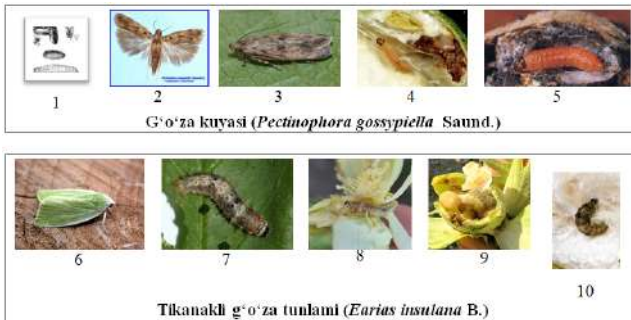 1 2 3 4 5
G‘o‘za kuyasi (Pectinophora gossypiella Saund.)
6 7 8 9 10
Tikanakli g‘o‘za tunlami (Earias insulana B.)